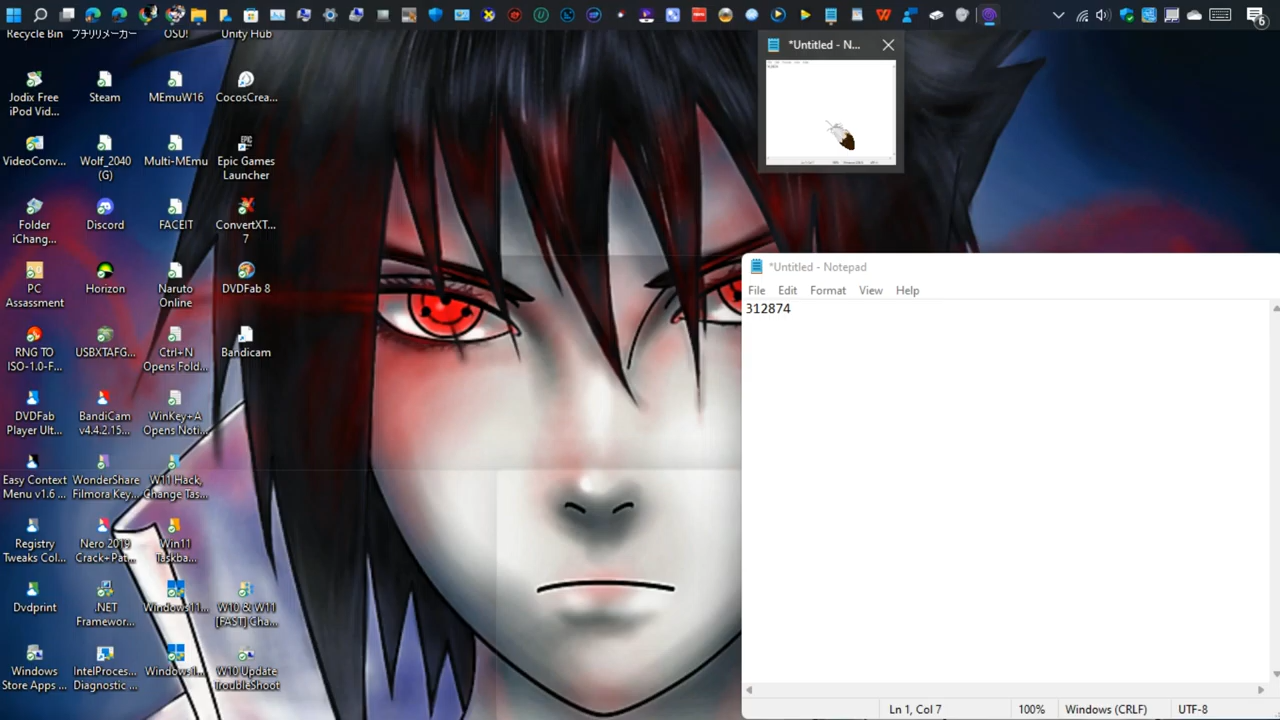 *Untitled - N...
Recycle Bin
フチリリメーカー
OSU!
Unity Hub
Jodix Free
iPod Vid...
Steam
MEmuW16
CocosCrea...
VideoConv...
Wolf_2040
(G)
Multi-MEmu
Epic Games
Launcher
Folder
iChang...
Discord
FACEIT
ConvertXT...
7
PC
Assassment
Horizon
Naruto
Online
DVDFab 8
RNG TO
ISO-1.0-F...
USBXTAFG...
Ctrl+N
Opens Fold...
Bandicam
DVDFab
Player Ult...
BandiCam
v4.4.2.15...
WinKey+A
Opens Noti...
Easy Context
Menu v1.6 ...
WonderShare
Filmora Key...
W11 Hack,
Change Tas...
Registry
Tweaks Col...
Nero 2019
Crack+Pat...
Win11
Taskba...
Dvdprint
.NET
Framewor...
Windows11...
W10 & W11
[FAST] Cha...
Windows
Store Apps ...
IntelProces...
Diagnostic ...
Windows1...
W10 Update
TroubleShoot
*Untitled - Notepad
File Edit Format View Help
312874
Ln 1, Col 7 100% Windows (CRLF) UTF-8